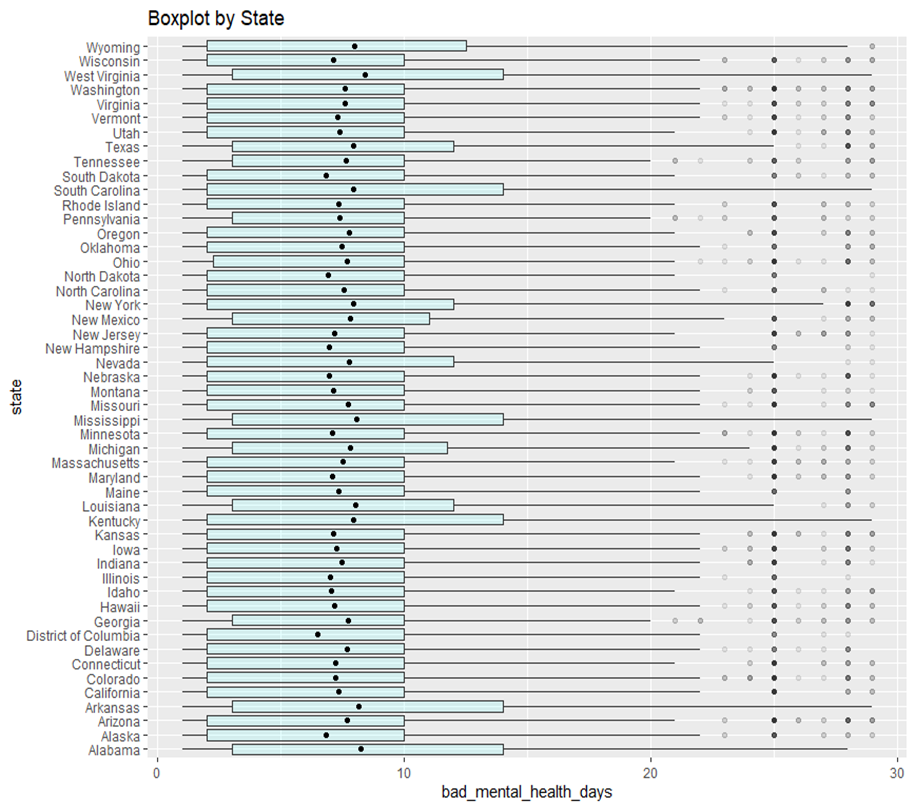 Boxplot by State
Wyoming
Wisconsin
West Virginia
Washington
Virginia
Vermont
Utah
Texas
Tennessee
South Dakota
South Carolina
Rhode Island
Pennsylvania
Oregon
Oklahoma
Ohio
North Dakota
North Carolina
New York
New Mexico
New Jersey
New Hampshire
Nevada
Nebraska
Montana
Missouri
Mississippi
Minnesota
Michigan
Massachusetts
Maryland
Maine
Louisiana
Kentucky
Kansas
Iowa
Indiana
Illinois
Idaho
Hawaii
Georgia
District of Columbia
Delaware
Connecticut
Colorado
California
Arkansas
Arizona
Alaska
Alabama
state
0 10 20 30
bad_mental_health_days